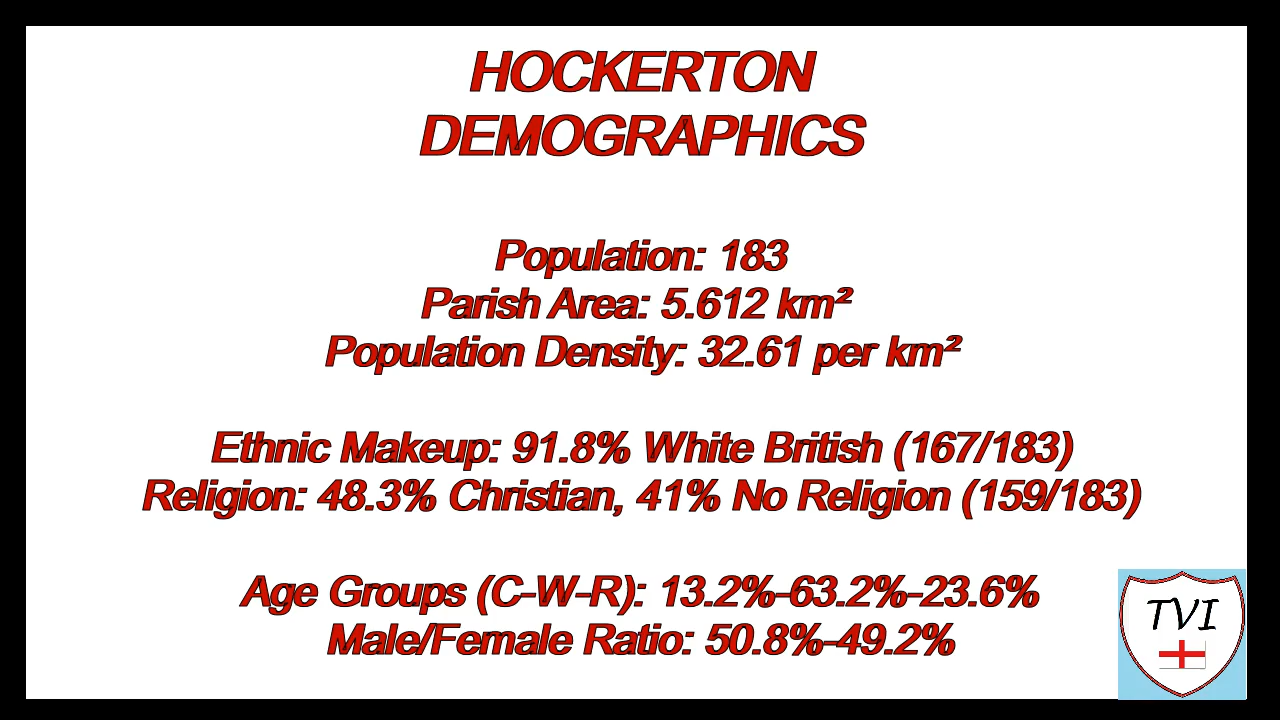 HOCKERTON
DEMOGRAPHICS
Population: 183
Parish Area: 5.612 km²
Population Density: 32.61 per km²
Ethnic Makeup: 91.8% White British (167/183)
Religion: 48.3% Christian, 41% No Religion (159/183)
Age Groups (C-W-R): 13.2%-63.2%-23.6%
Male/Female Ratio: 50.8%-49.2%
TVI